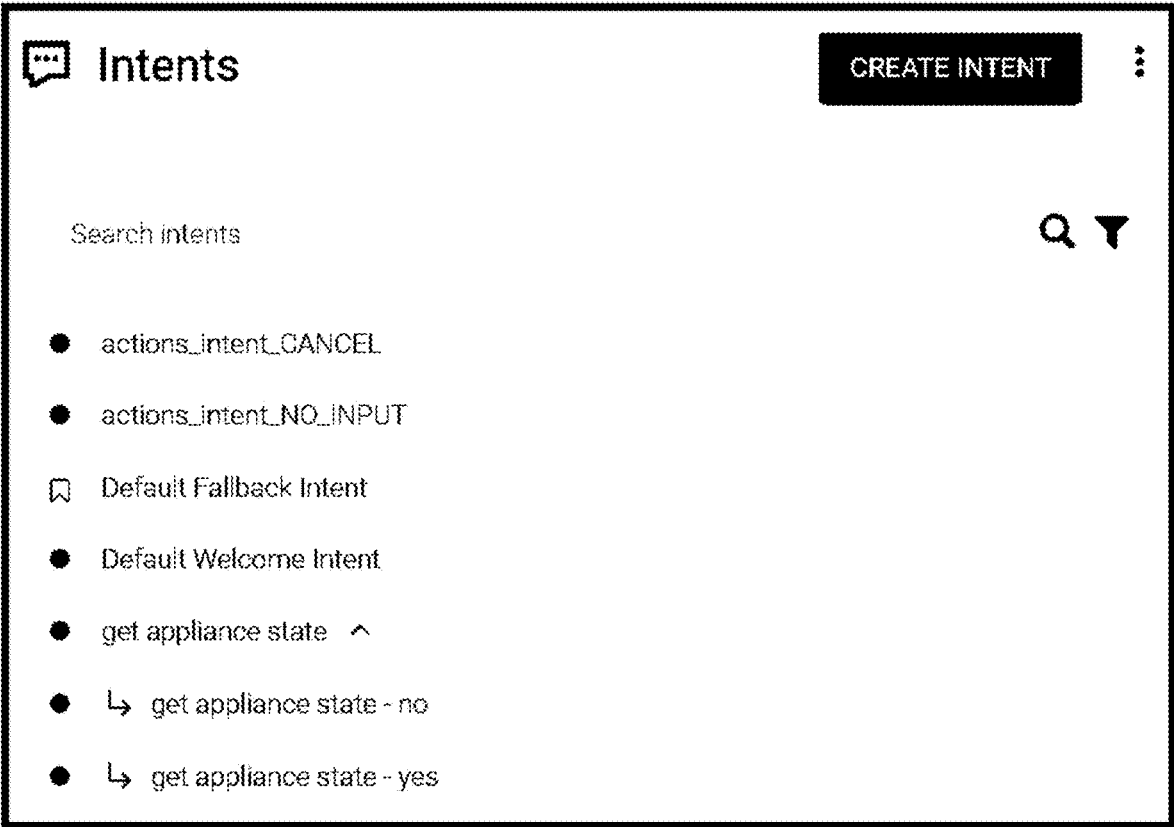 Intents
CREATE INTENT
Search intents
actions_intent_CANCEL
actions_intent_NO_INPUT
Default Fallback Intent
Default Welcome Intent
get appliance state
get appliance state - no
get appliance state - yes